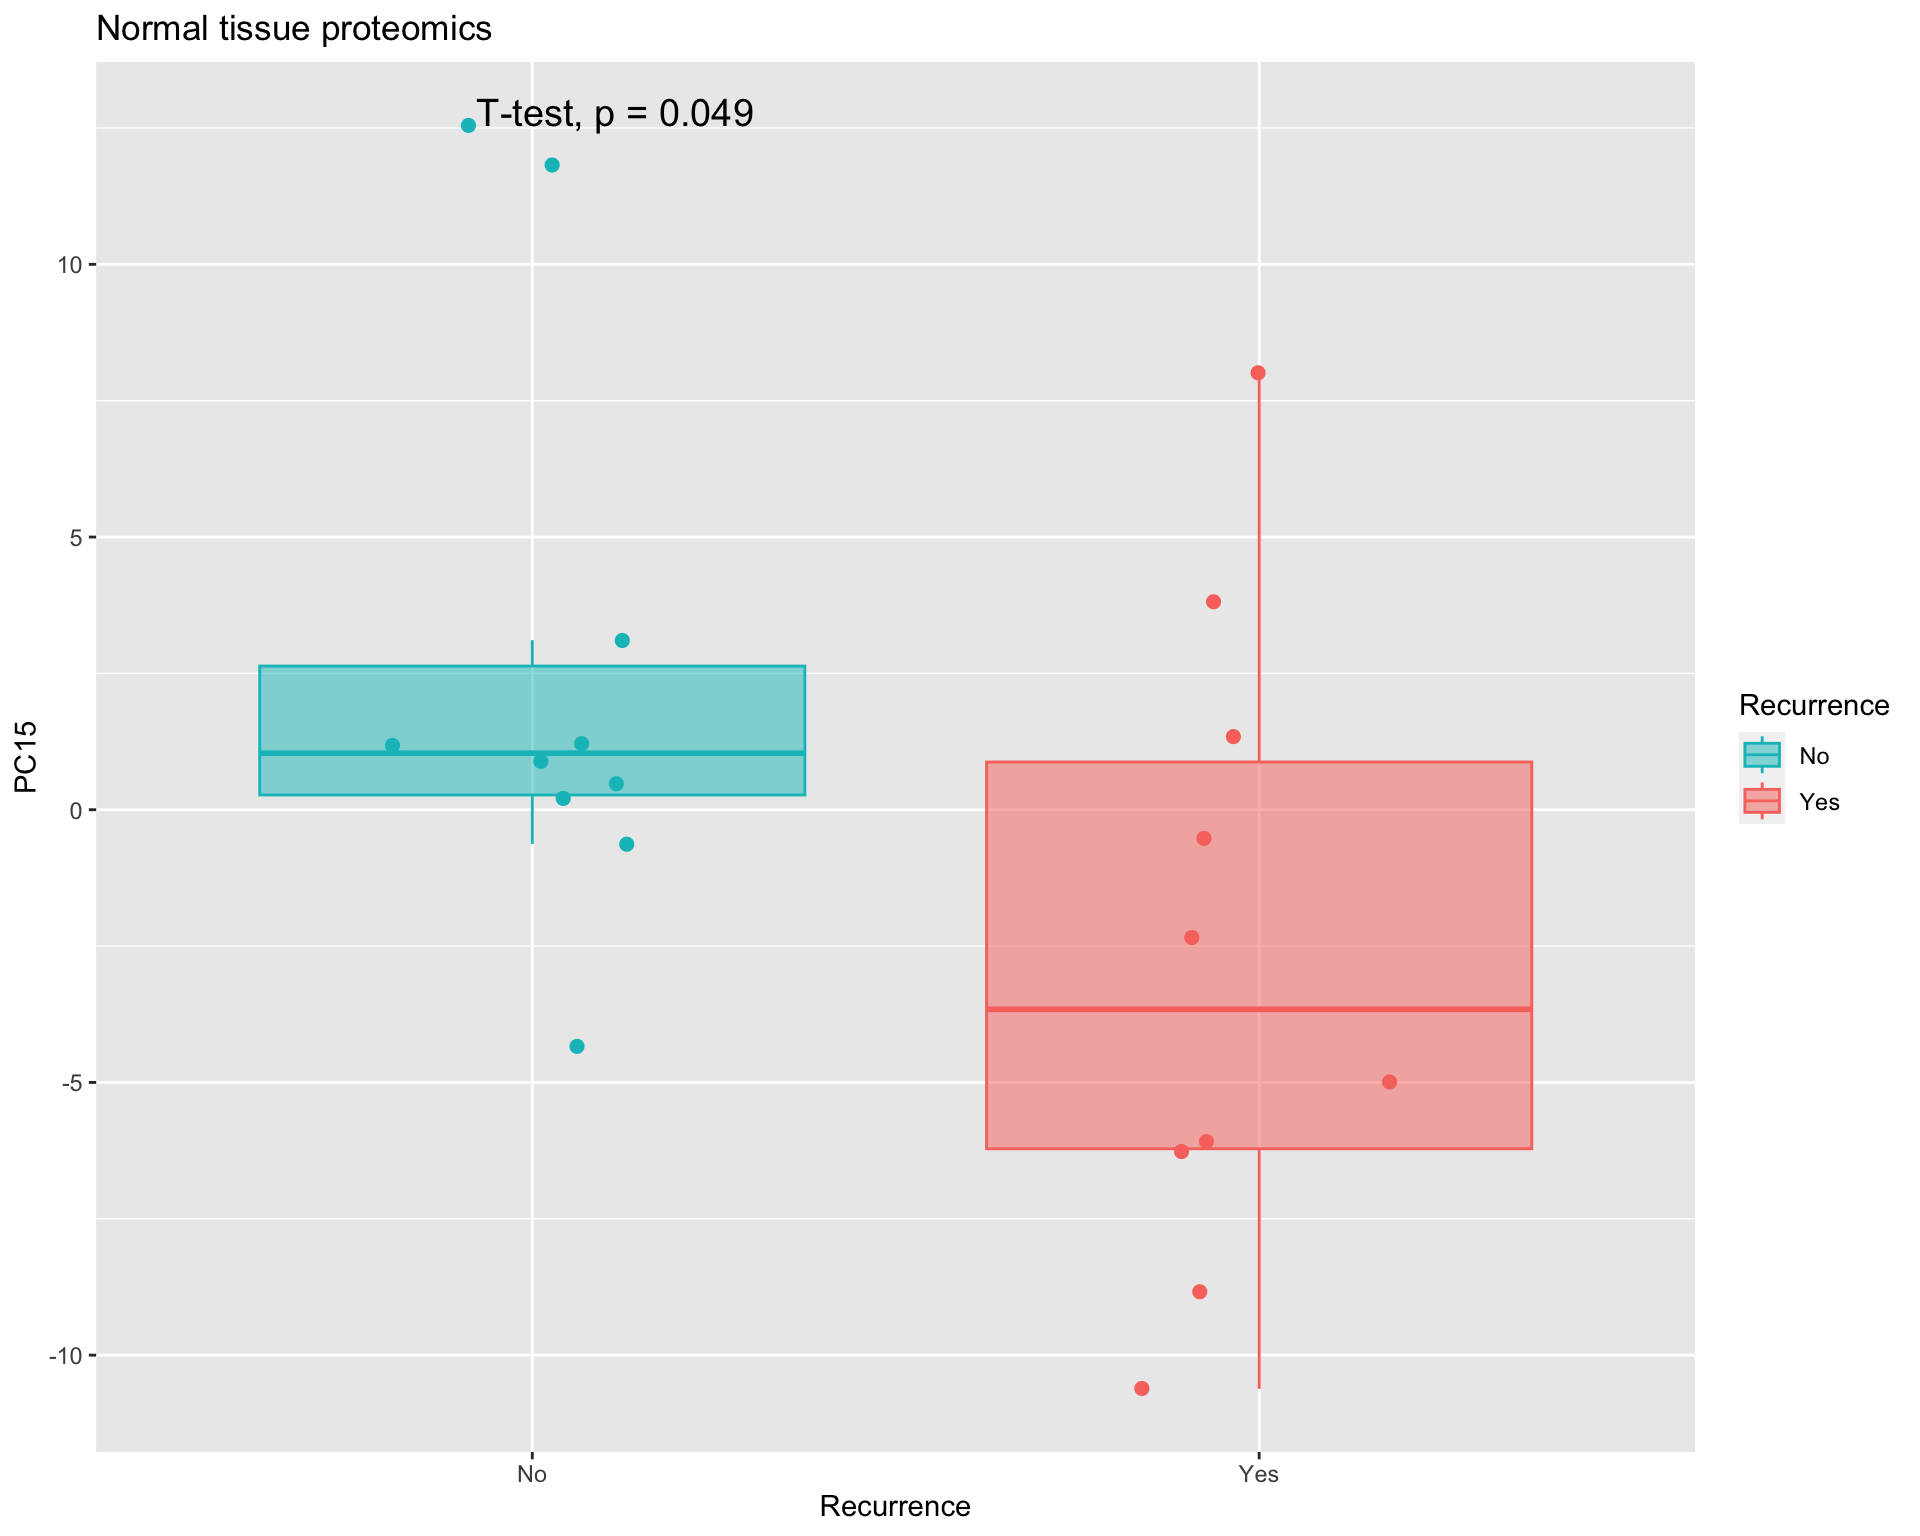 Normal tissue proteomics
T-test, p = 0.049
10
5
0
-5
-10
PC15
No
Yes
Recurrence
Recurrence
No
Yes